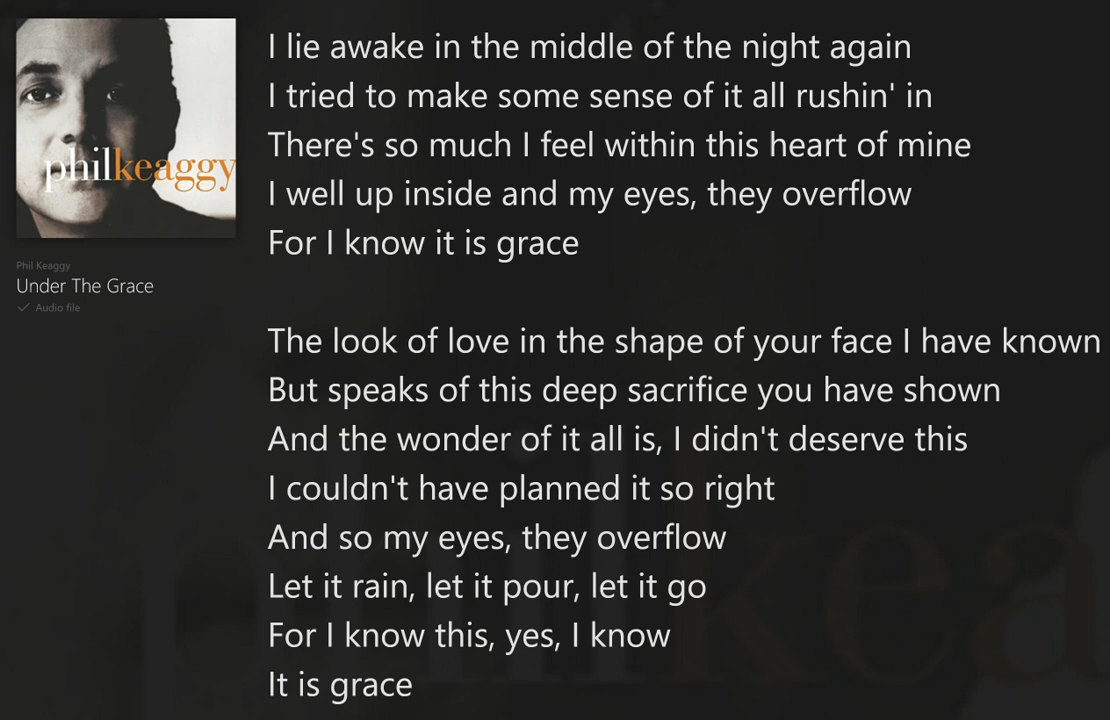 philkeaggy
Phil Keaggy
Under The Grace
Audio file
I lie awake in the middle of the night again
I tried to make some sense of it all rushin' in
There's so much I feel within this heart of mine
I well up inside and my eyes, they overflow
For I know it is grace
The look of love in the shape of your face I have known
But speaks of this deep sacrifice you have shown
And the wonder of it all is, I didn't deserve this
I couldn't have planned it so right
And so my eyes, they overflow
Let it rain, let it pour, let it go
For I know this, yes, I know
It is grace